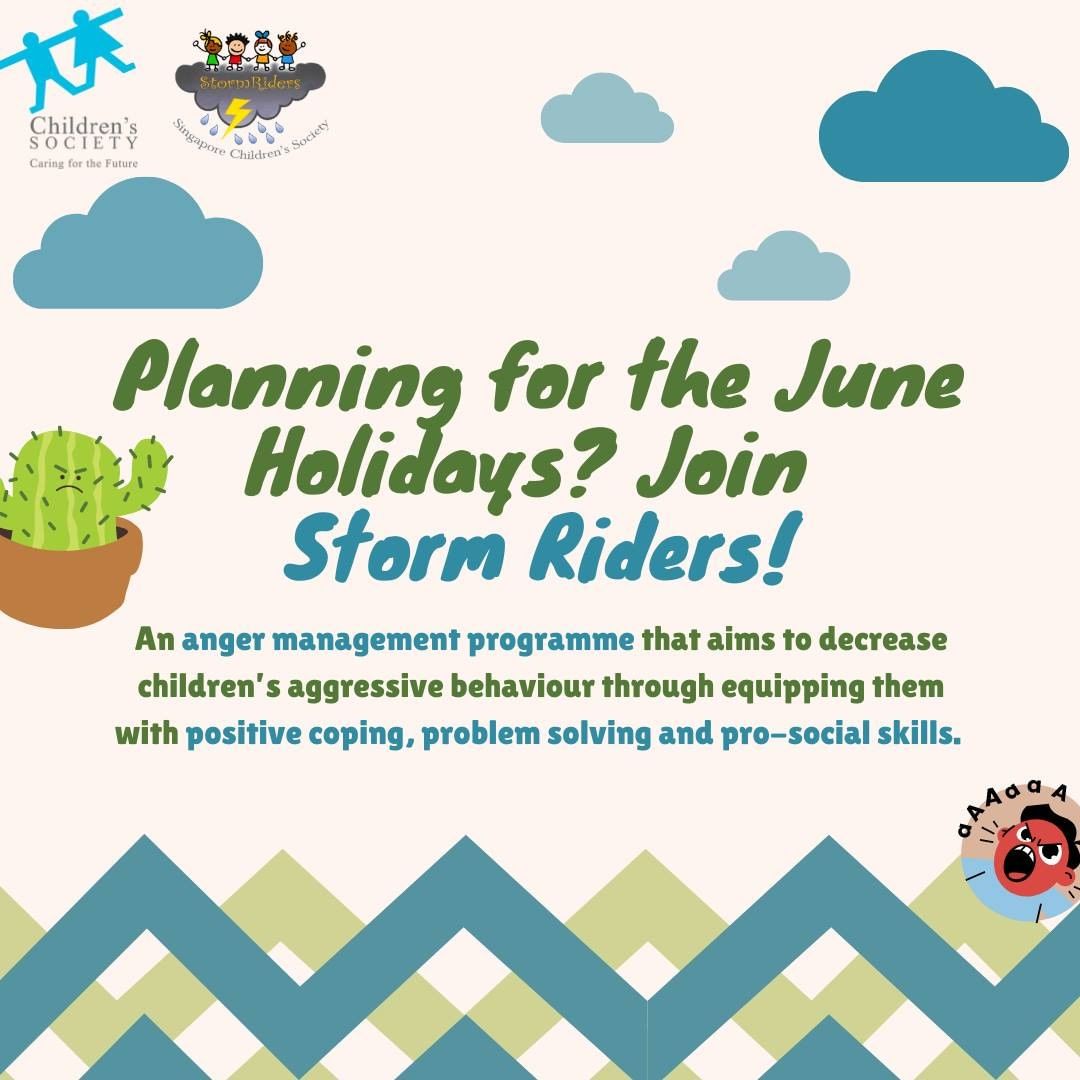 Children's
SOCIETY
Caring for the Future
StormRiders
Singapore Children's Society
Planning for the June
Holidays? Join
Storm Riders!
An anger management programme that aims to decrease
children's aggressive behaviour through equipping them
with positive coping, problem solving and pro-social skills.
aAAaaA